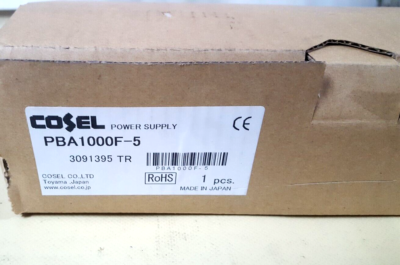 COSEL POWER SUPPLY CE
PBA1000F-5
3091395 TR
PBA1000F-5
COSEL CO.,LTD RoHS 1 pcs.
Toyama Japan
www.cosel.co.jp MADE IN JAPAN